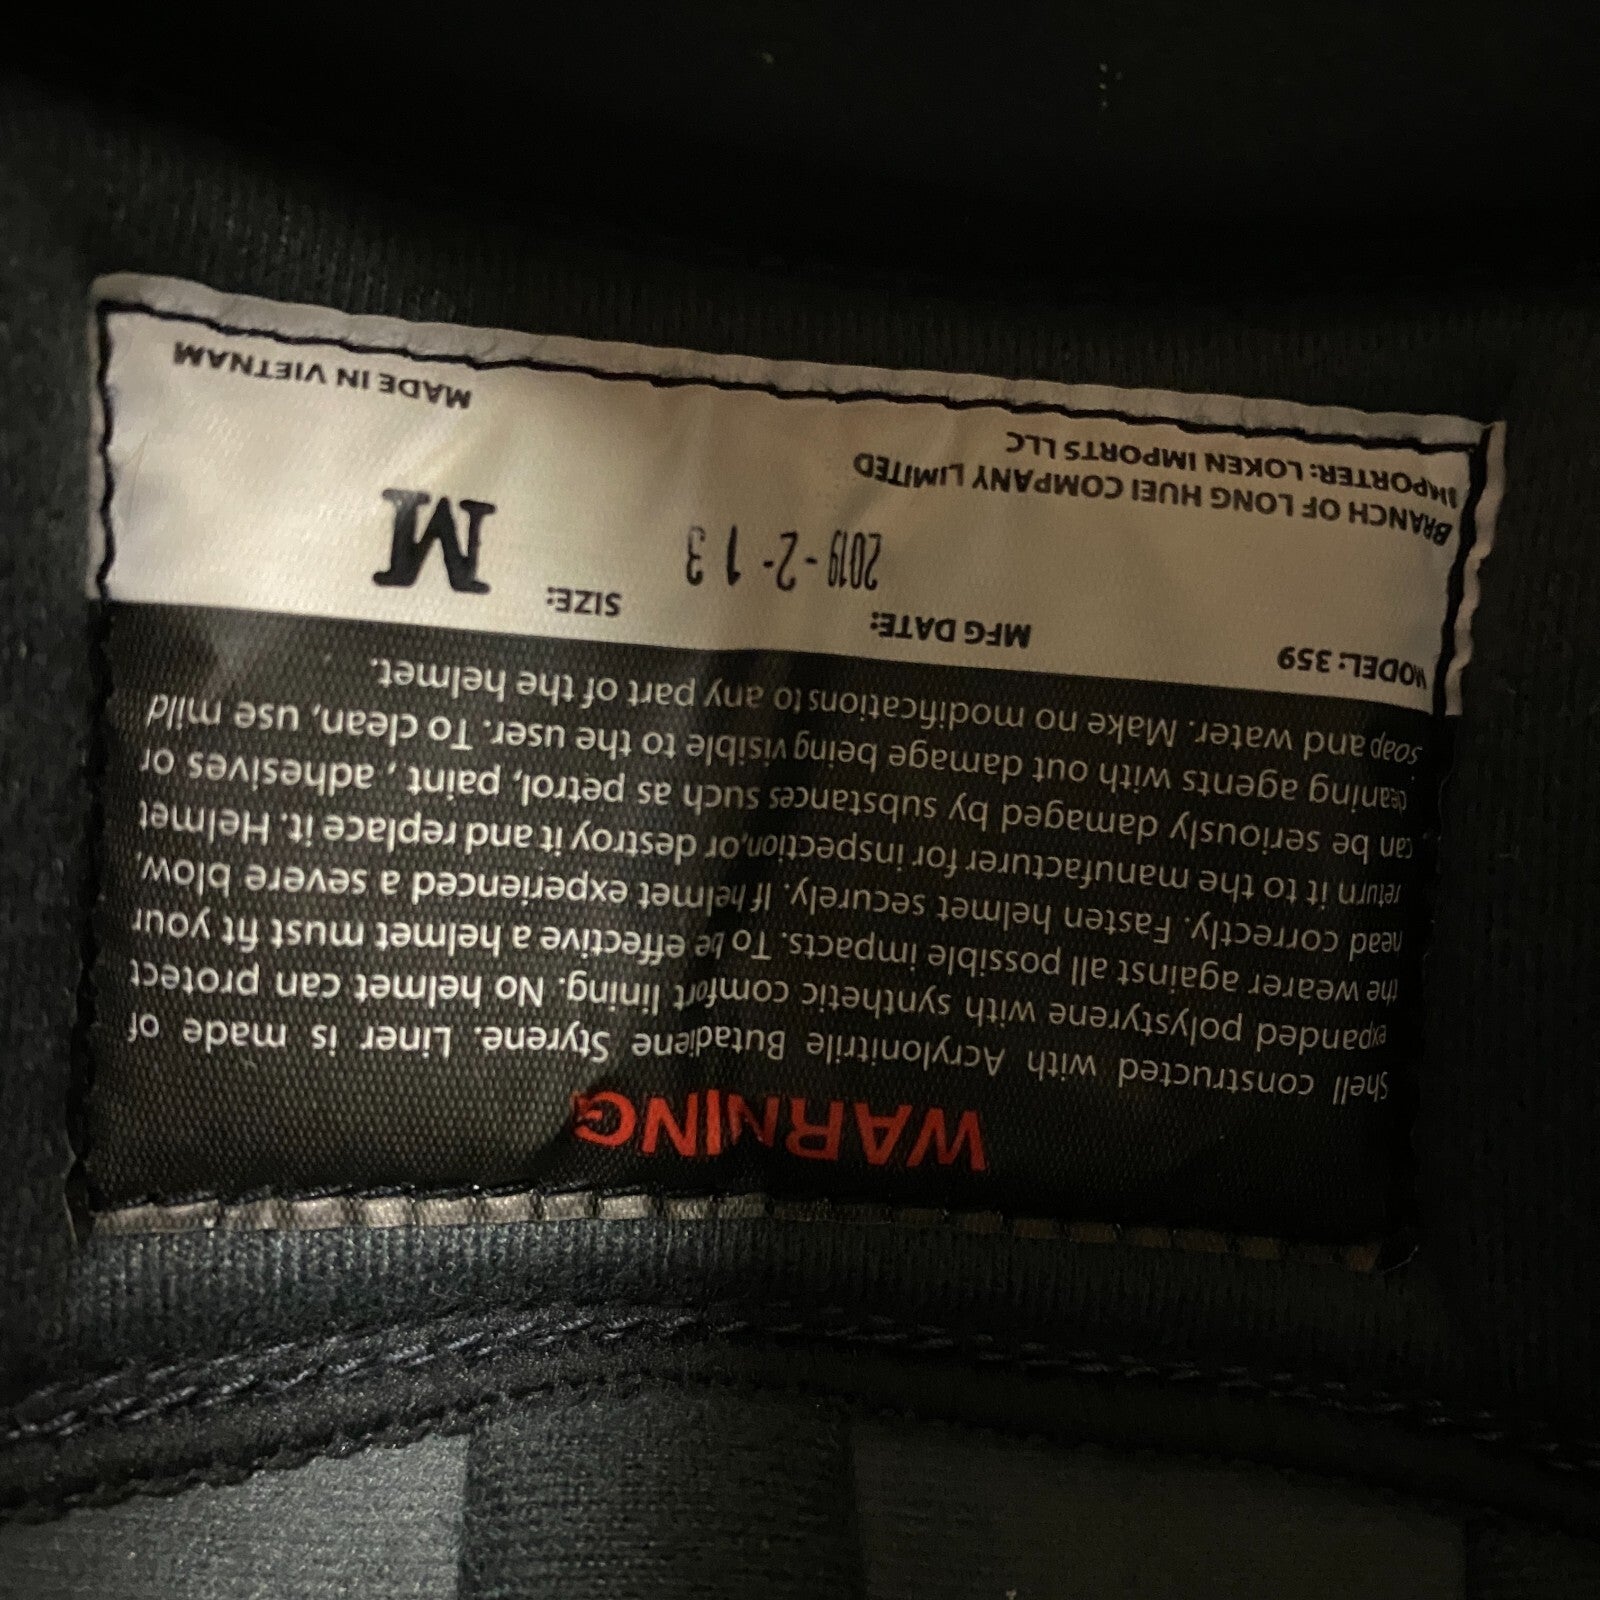 WARNING
Shell constructed with Acrylonitrile Butadiene Styrene. Liner is made of
expanded polystyrene with synthetic comfort lining. No helmet can protect
the wearer against all possible impacts. To be effective a helmet must fit your
head correctly. Fasten helmet securely. If helmet experienced a severe blow,
return it to the manufacturer for inspection,or destroy it and replace it. Helmet
can be seriously damaged by substances such as petrol, paint , adhesives or
cleaning agents with out damage being visible to the user. To clean, use mild
soap and water. Make no modifications to any part of the helmet.
MODEL: 359 MFG DATE: SIZE: M
2019-2-13
BRANCH OF LONG HUEI COMPANY LIMITED
IMPORTER: LOKEN IMPORTS LLC MADE IN VIETNAM